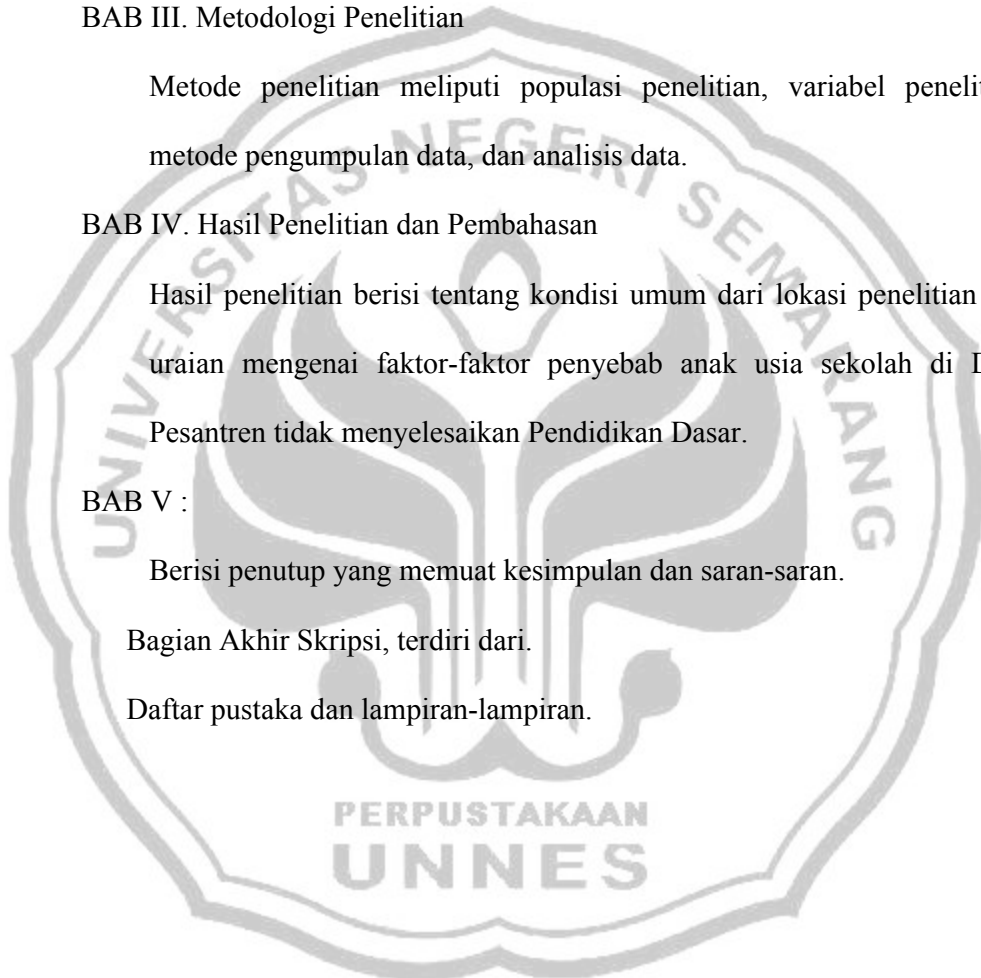 BAB III. Metodologi Penelitian
Metode penelitian meliputi populasi penelitian, variabel
metode pengumpulan data, dan analisis data.
BAB IV. Hasil Penelitian dan Pembahasan
Hasil penelitian berisi tentang kondisi umum dari lokasi penelitian
uraian mengenai faktor-faktor penyebab anak usia sekolah di
Pesantren tidak menyelesaikan Pendidikan Dasar.
BAB V :
Berisi penutup yang memuat kesimpulan dan saran-saran.
Bagian Akhir Skripsi, terdiri dari.
Daftar pustaka dan lampiran-lampiran.
UNIVERSITAS NEGERI SEMARANG
PERPUSTAKAAN
UNNES